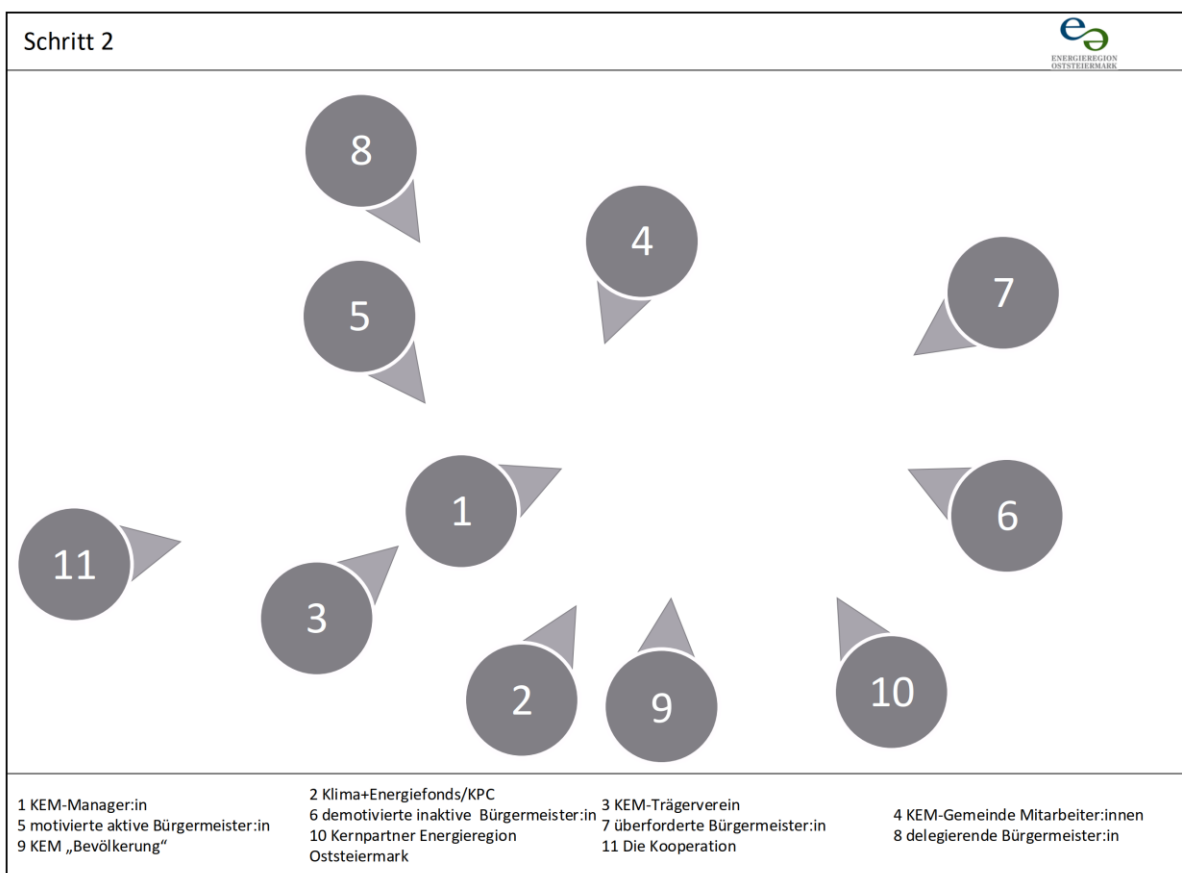 Schritt 2
ENERGIEREGION
OSTSTEIERMARK
8
4
7
5
1
6
11
3
2
9
10
1 KEM-Manager:in
5 motivierte aktive Bürgermeister:in
9 KEM „Bevölkerung“
2 Klima+Energiefonds/KPC
6 demotivierte inaktive Bürgermeister:in
10 Kernpartner Energieregion
Oststeiermark
3 KEM-Trägerverein
7 überforderte Bürgermeister:in
11 Die Kooperation
4 KEM-Gemeinde Mitarbeiter:innen
8 delegierende Bürgermeister:in